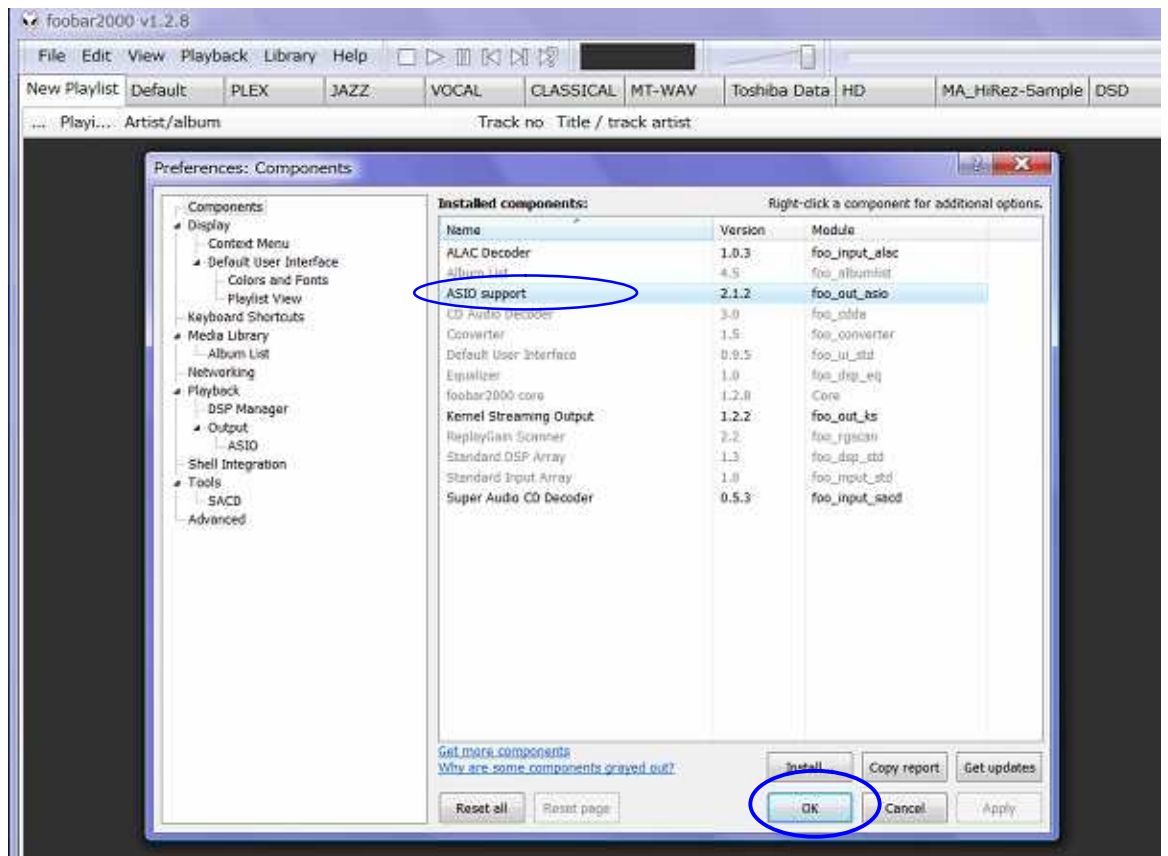 foobar2000 v1.2.8
File Edit View Playback Library Help
New Playlist Default PLEX JAZZ VOCAL CLASSICAL MT-WAV Toshiba Data HD MA_HiRez-Sample DSD
... Playi... Artist/album Track no Title / track artist
Preferences: Components
Components
Display
Context Menu
Default User Interface
Colors and Fonts
Playlist View
Keyboard Shortcuts
Media Library
Album List
Networking
Playback
DSP Manager
Output
ASIO
Shell Integration
Tools
SACD
Advanced
Installed components: Right-click a component for additional options.
Name Version Module
ALAC Decoder 1.0.3 foo_input_alac
Album List 4.5 foo_albumlist
ASIO support 2.1.2 foo_out_asio
CD Audio Decoder 3.0 foo_cdda
Converter 1.5 foo_converter
Default User Interface 0.9.5 foo_ui_std
Equalizer 1.0 foo_dsp_eq
foobar2000 core 1.2.8 Core
Kernel Streaming Output 1.2.2 foo_out_ks
ReplayGain Scanner 2.2 foo_rgscan
Standard DSP Array 1.3 foo_dsp_std
Standard Input Array 1.0 foo_input_std
Super Audio CD Decoder 0.5.3 foo_input_sacd
Get more components
Why are some components grayed out?
Install... Copy report Get updates
Reset all Reset page OK Cancel Apply